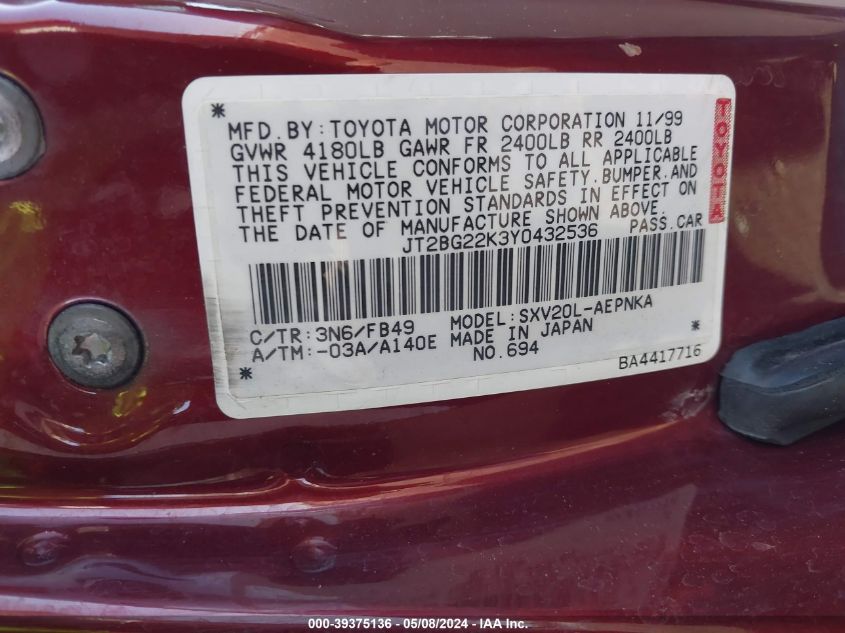 *
MFD. BY: TOYOTA MOTOR CORPORATION 11/99
GVWR 4180LB GAWR FR 2400LB RR 2400LB
THIS VEHICLE CONFORMS TO ALL APPLICABLE
FEDERAL MOTOR VEHICLE SAFETY, BUMPER, AND
THEFT PREVENTION STANDARDS IN EFFECT ON
THE DATE OF MANUFACTURE SHOWN ABOVE.
JT2BG22K3Y0432536 PASS. CAR
TOYOTA
C/TR: 3N6/FB49 MODEL: SXV20L-AEPNKA
A/TM: -03A/A140E MADE IN JAPAN *
* NO. 694 BA4417716
000-39375136 - 05/08/2024 - IAA Inc.